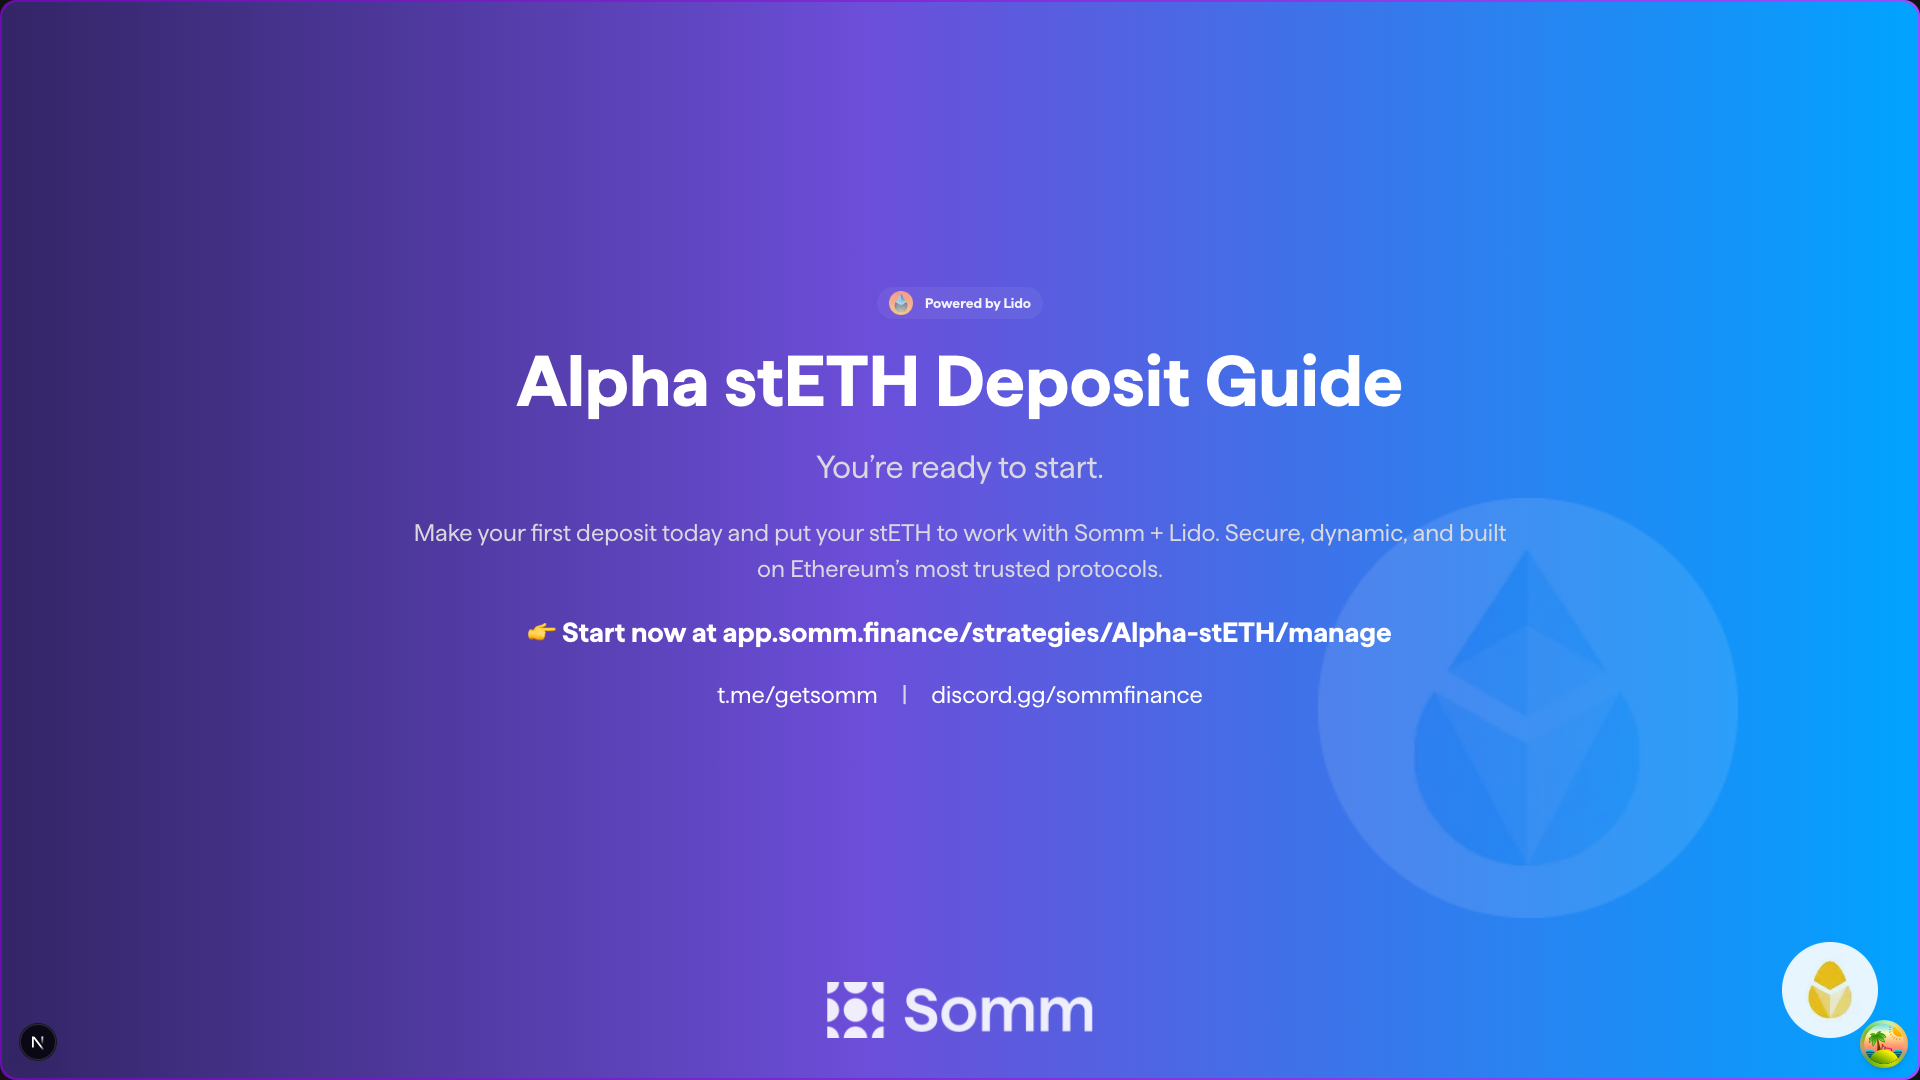 Powered by Lido
Alpha stETH Deposit Guide
You’re ready to start.
Make your first deposit today and put your stETH to work with Somm + Lido. Secure, dynamic, and built
on Ethereum’s most trusted protocols.
👉 Start now at app.somm.finance/strategies/Alpha-stETH/manage
t.me/getsomm | discord.gg/sommfinance
Somm
N